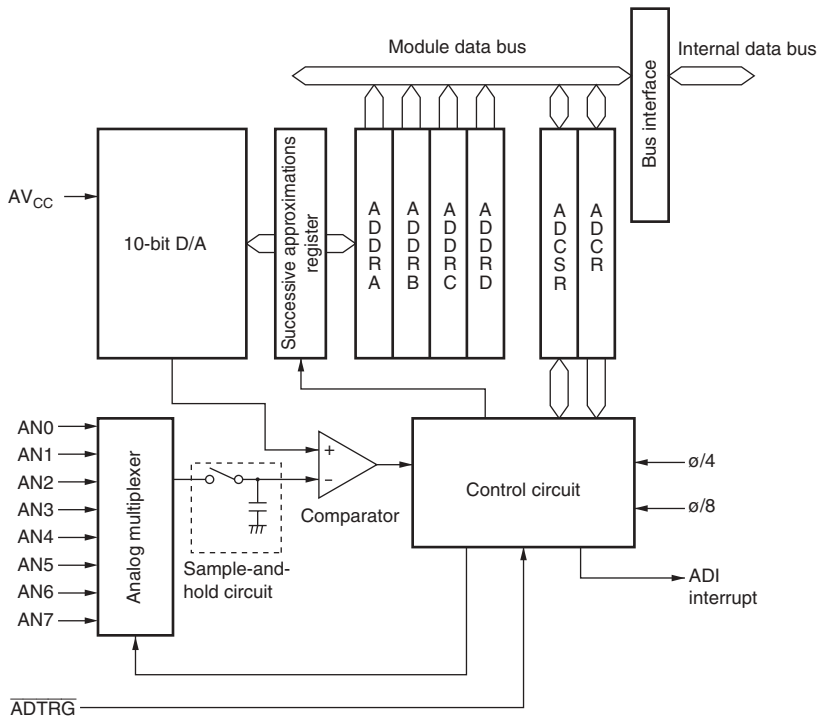 Module data bus
Internal data bus
Bus interface
AVCC
10-bit D/A
Successive approximations
register
ADDRA
ADDRB
ADDRC
ADDRD
ADCSR
ADCR
AN0
AN1
AN2
AN3
AN4
AN5
AN6
AN7
Analog multiplexer
+
−
Comparator
Sample-and-
hold circuit
Control circuit
ø/4
ø/8
ADI
interrupt
ADTRG